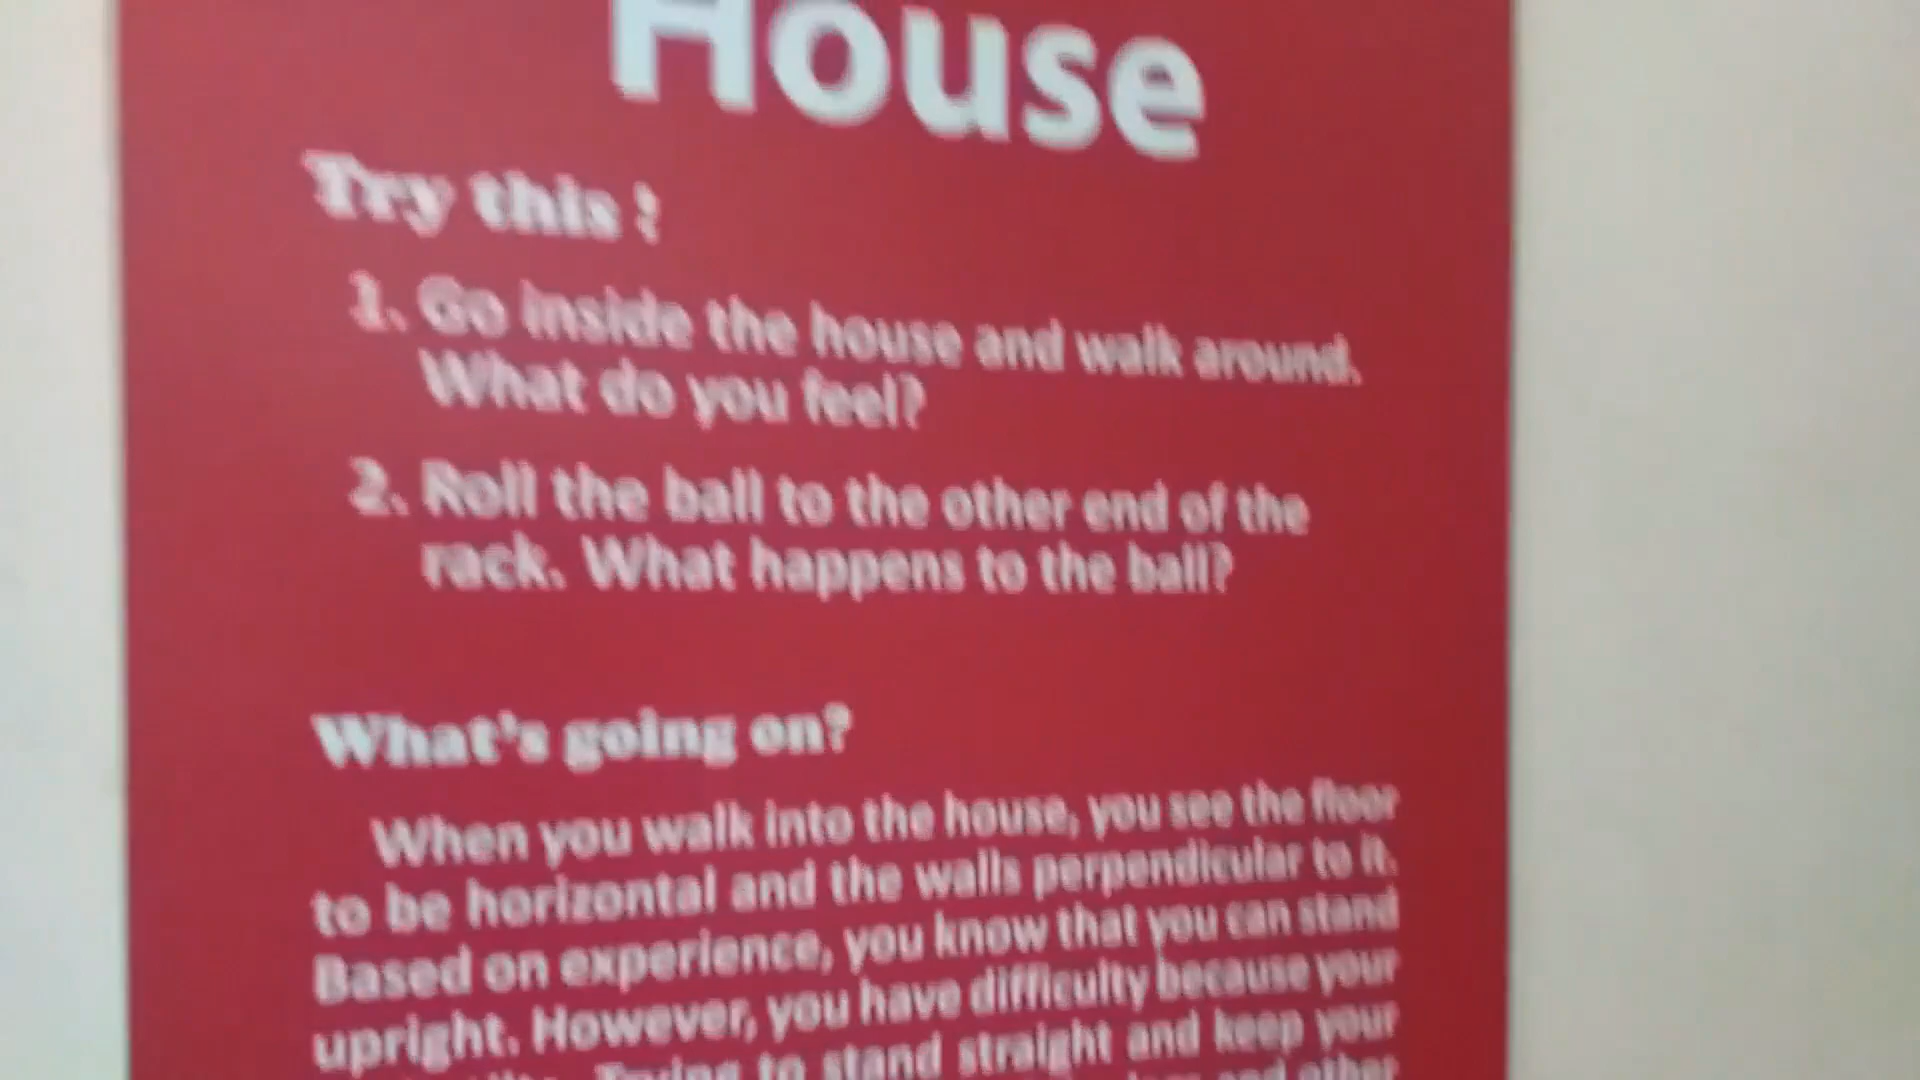 House
Try this :
1. Go inside the house and walk around.
What do you feel?
2. Roll the ball to the other end of the
rack. What happens to the ball?
What's going on?
When you walk into the house, you see the floor
to be horizontal and the walls perpendicular to it.
Based on experience, you know that you can stand
upright. However, you have difficulty because your
Trying to stand straight and keep your
and other